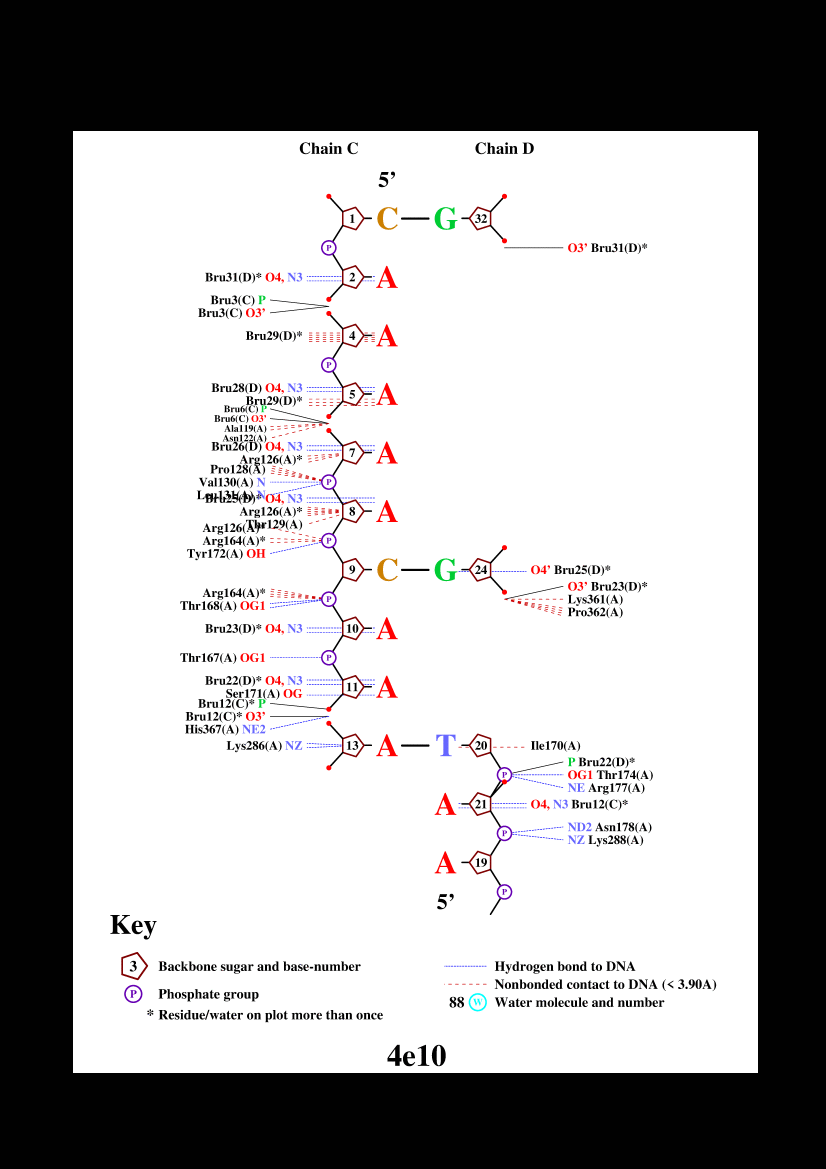 Chain C Chain D
5’
1 C G 32
P
O3’ Bru31(D)*
Bru31(D)* O4, N3 2 A
Bru3(C) P
Bru3(C) O3’
Bru29(D)* 4 A
P
Bru28(D) O4, N3
5 A
Bru29(D)*
Bru6(C) P
Bru6(C) O3’
Ala119(A)
Asn122(A)
Bru26(D) O4, N3
7 A
Arg126(A)*
Pro128(A)
Val130(A) N P
Leu131(A) N
Bru25(D)* O4, N3
Arg126(A)* 8 A
Thr129(A)
Arg126(A)*
Arg164(A)* P
Tyr172(A) OH
9 C G 24 O4’ Bru25(D)*
O3’ Bru23(D)*
Arg164(A)* P Lys361(A)
Thr168(A) OG1 Pro362(A)
Bru23(D)* O4, N3 10 A
Thr167(A) OG1 P
Bru22(D)* O4, N3
11 A
Ser171(A) OG
Bru12(C)* P
Bru12(C)* O3’
His367(A) NE2
Lys286(A) NZ 13 A T 20 Ile170(A)
P Bru22(D)*
P OG1 Thr174(A)
NE Arg177(A)
A 21 O4, N3 Bru12(C)*
ND2 Asn178(A)
P
NZ Lys288(A)
A 19
P
5’
Key
3 Backbone sugar and base-number
P Phosphate group
* Residue/water on plot more than once
Hydrogen bond to DNA
Nonbonded contact to DNA (< 3.90A)
88 W Water molecule and number
4e10